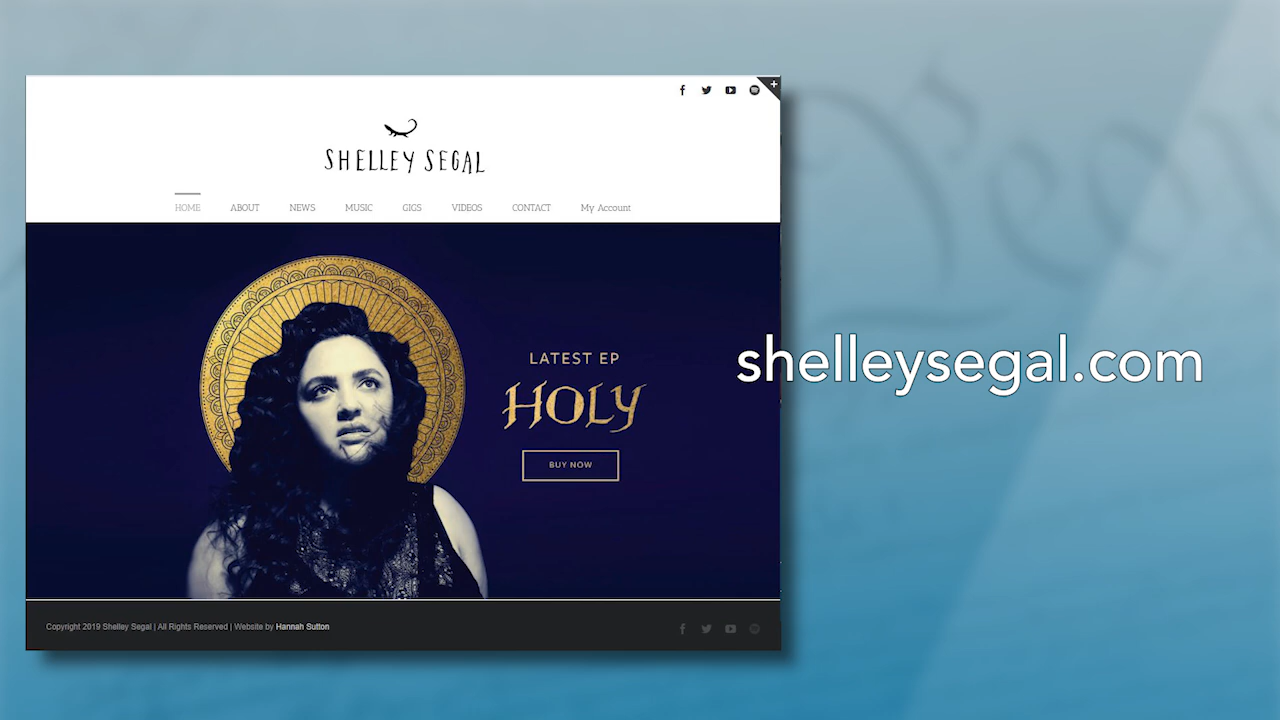 SHELLEY SEGAL
HOME ABOUT NEWS MUSIC GIGS VIDEOS CONTACT My Account
LATEST EP
HOLY
BUY NOW
shelleysegal.com
Copyright 2019 Shelley Segal | All Rights Reserved | Website by Hannah Sutton